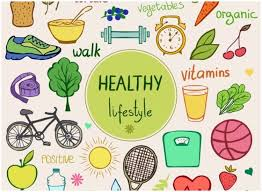 vegetables
organic
walk
HEALTHY
lifestyle
vitamins
POSITIVE